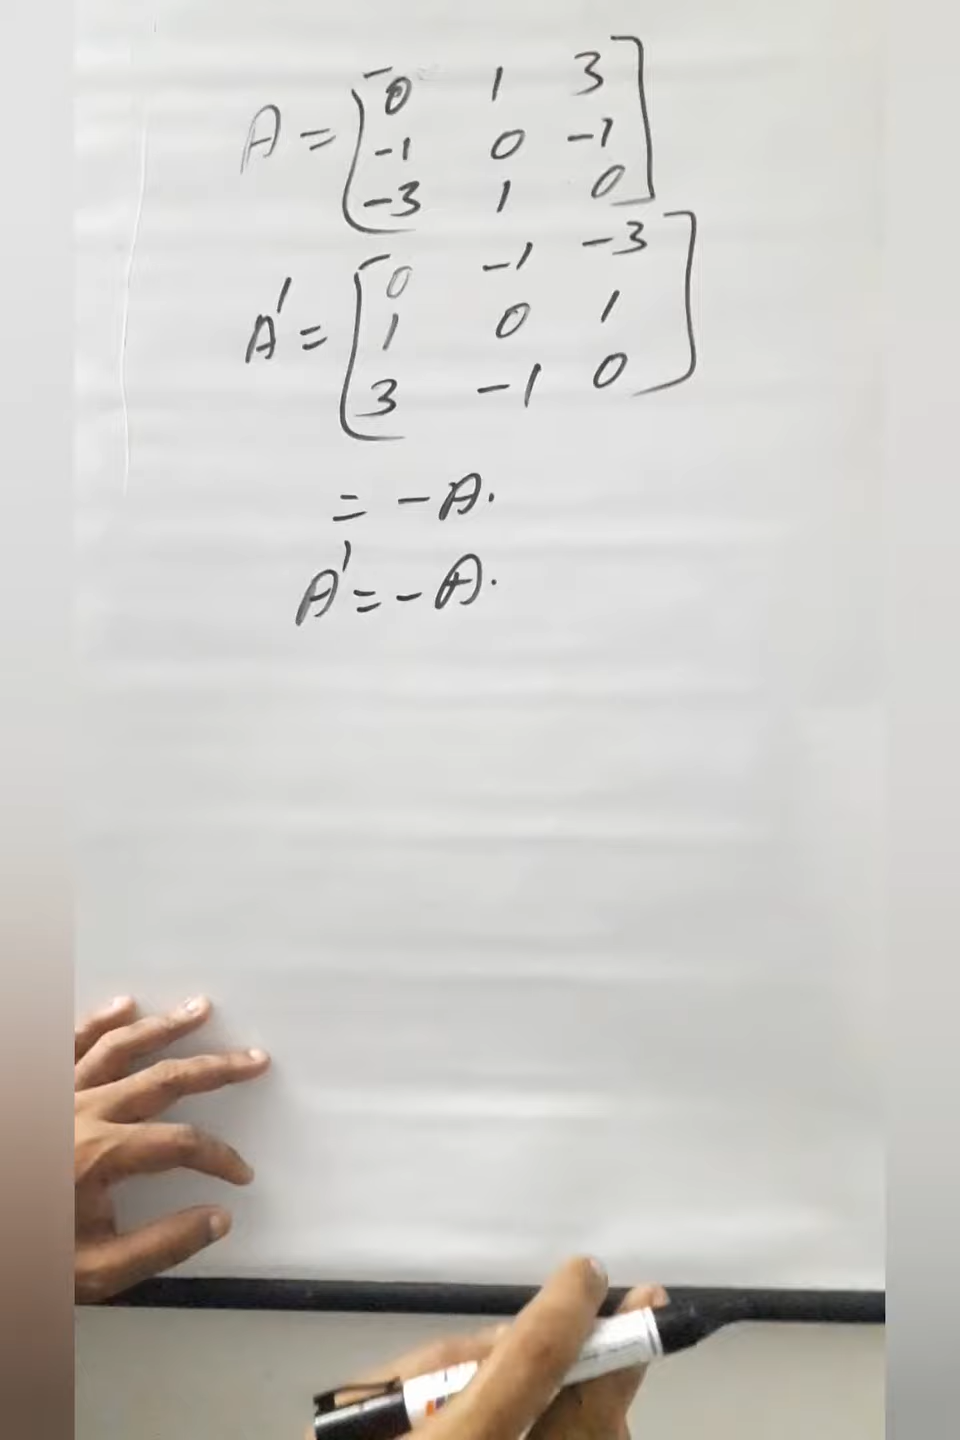 A = [0 1 3
-1 0 -1
-3 1 0]
A' = [0 -1 -3
1 0 1
3 -1 0]
= -A.
A' = -A.